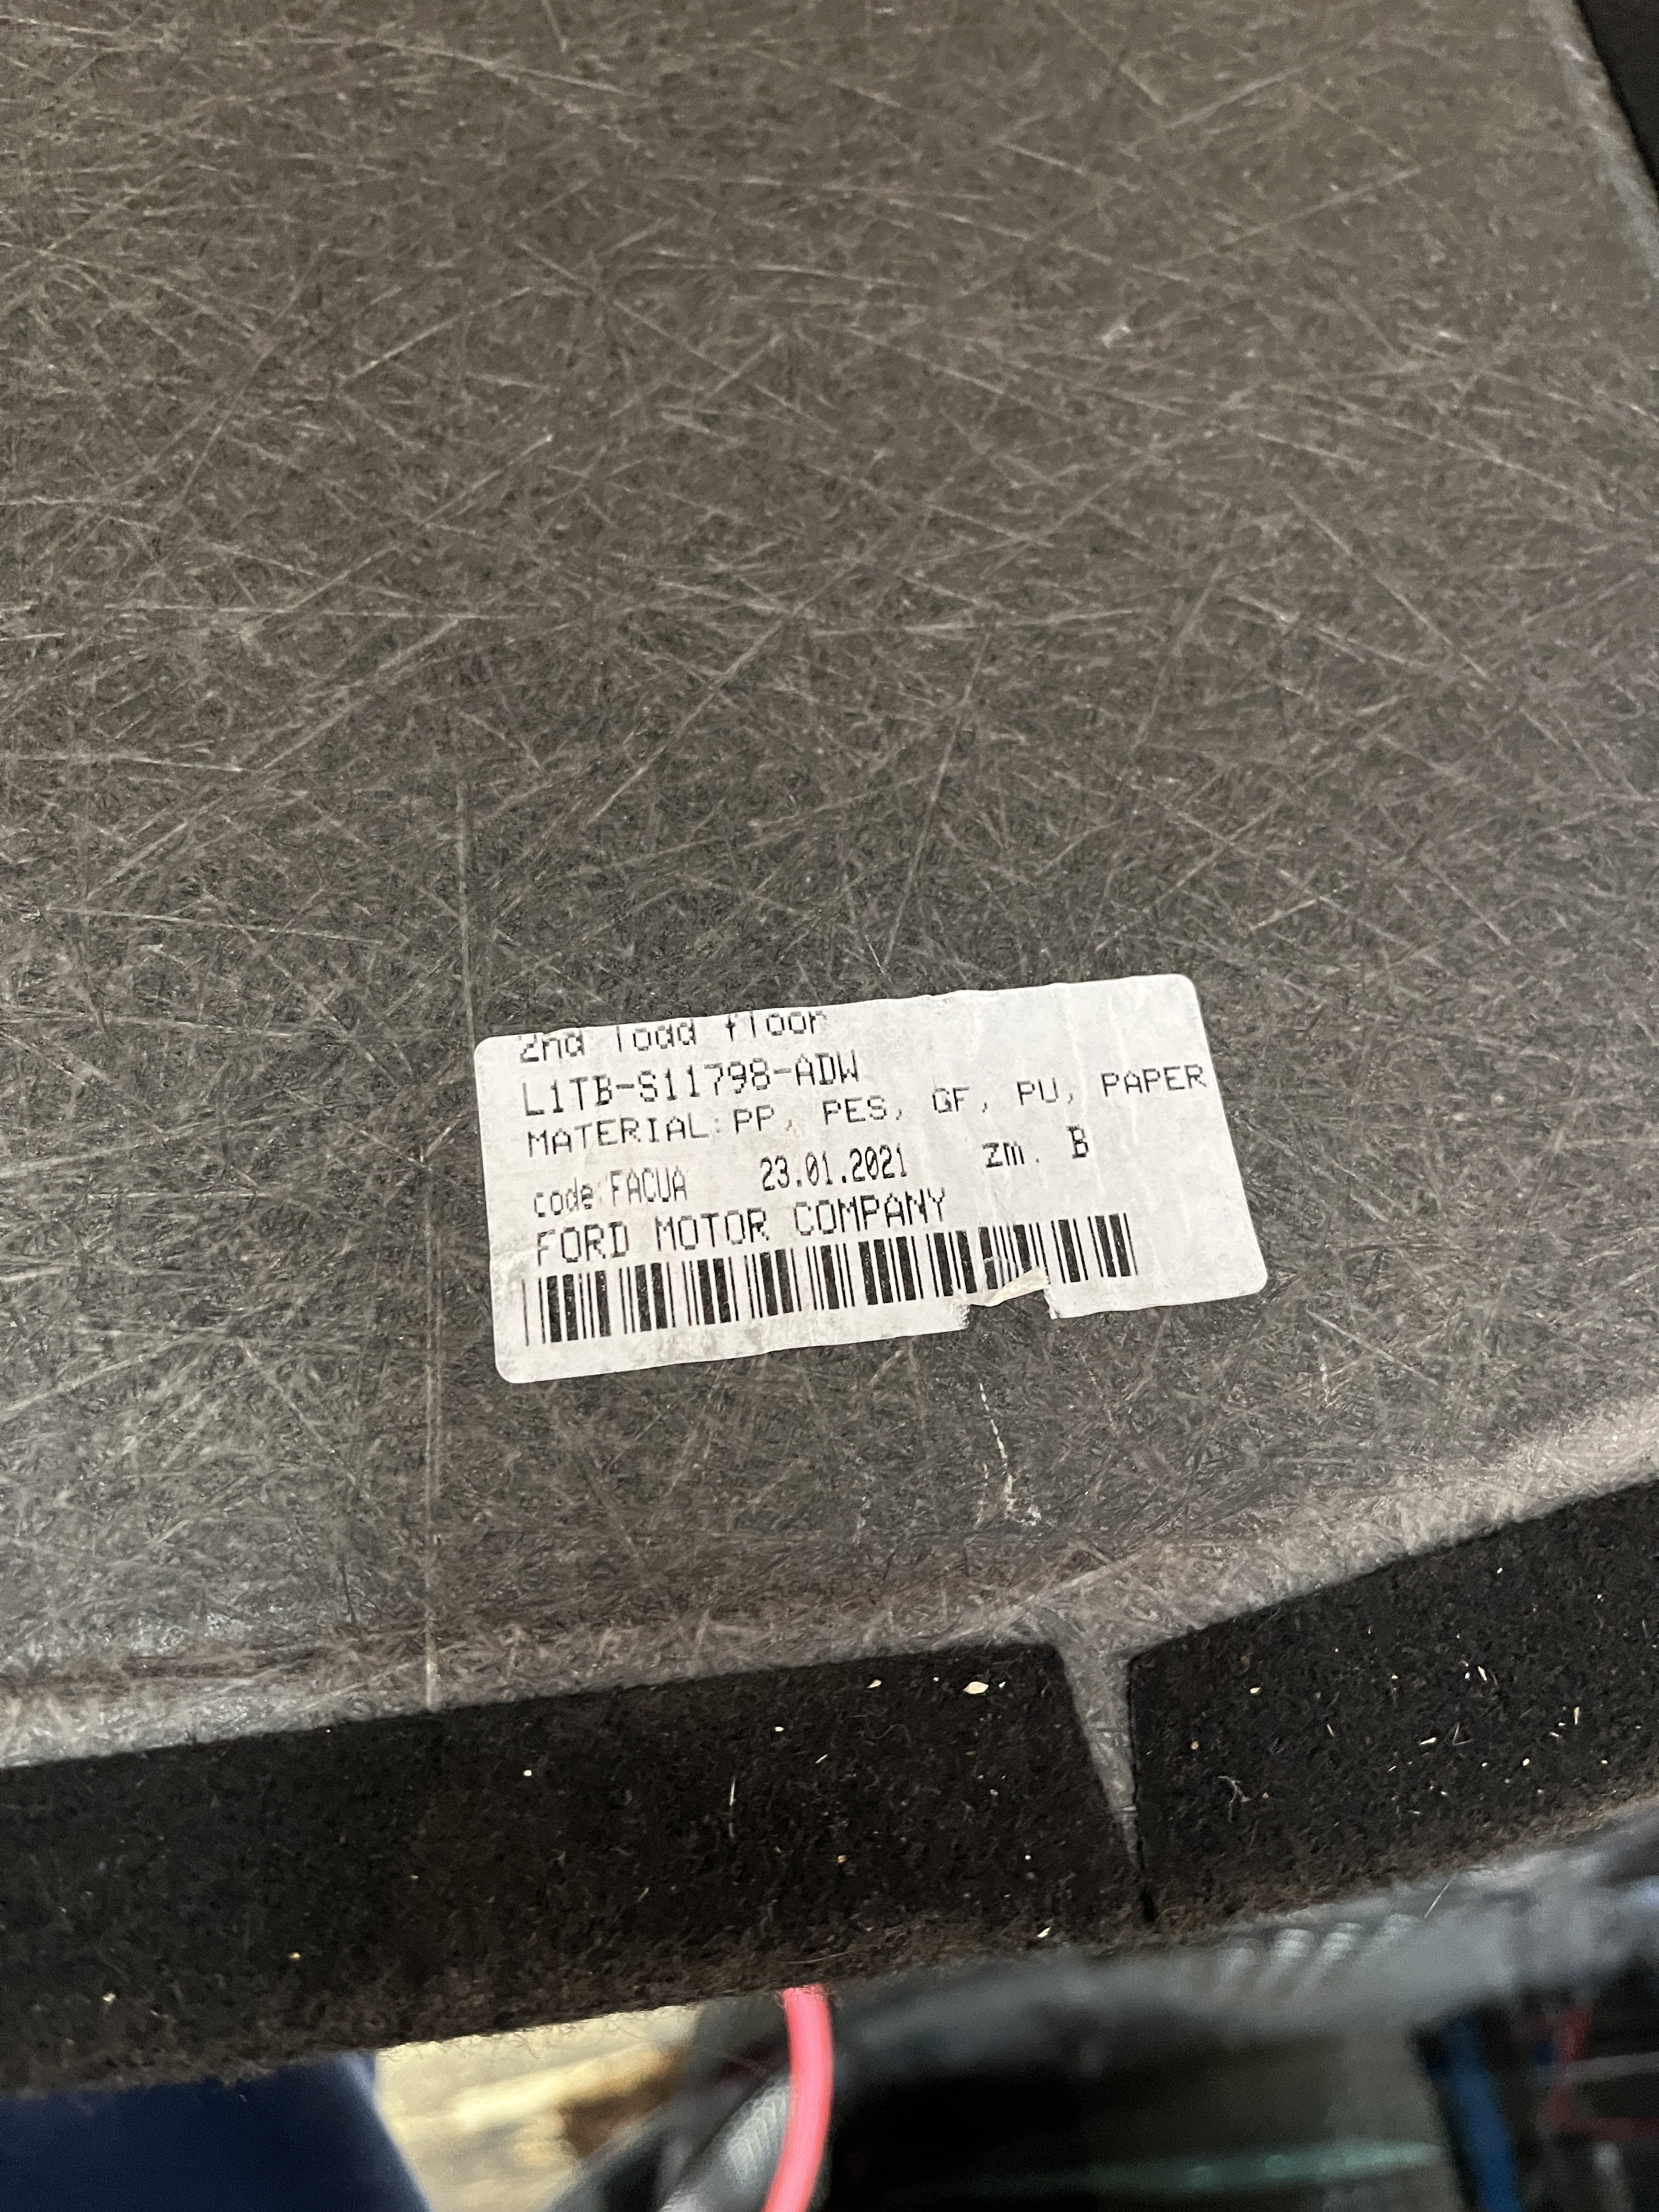 2nd load floor
L1TB-S11798-ADW
MATERIAL: PP, PES, GF, PU, PAPER
code: FACUA 23.01.2021 zm. B
FORD MOTOR COMPANY